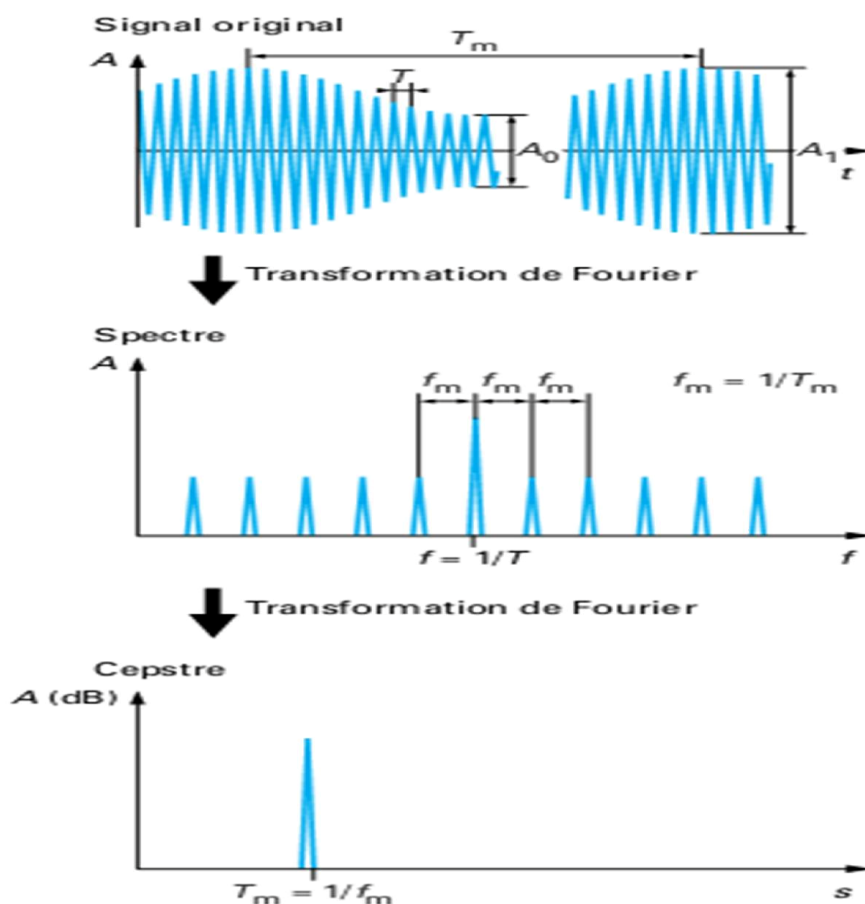 Signal original
T_m
A
T
A_0
A_1
t
Transformation de Fourier
Spectre
A
f_m f_m f_m
f_m = 1/T_m
f = 1/T
f
Transformation de Fourier
Cepstre
A (dB)
T_m = 1/f_m
s